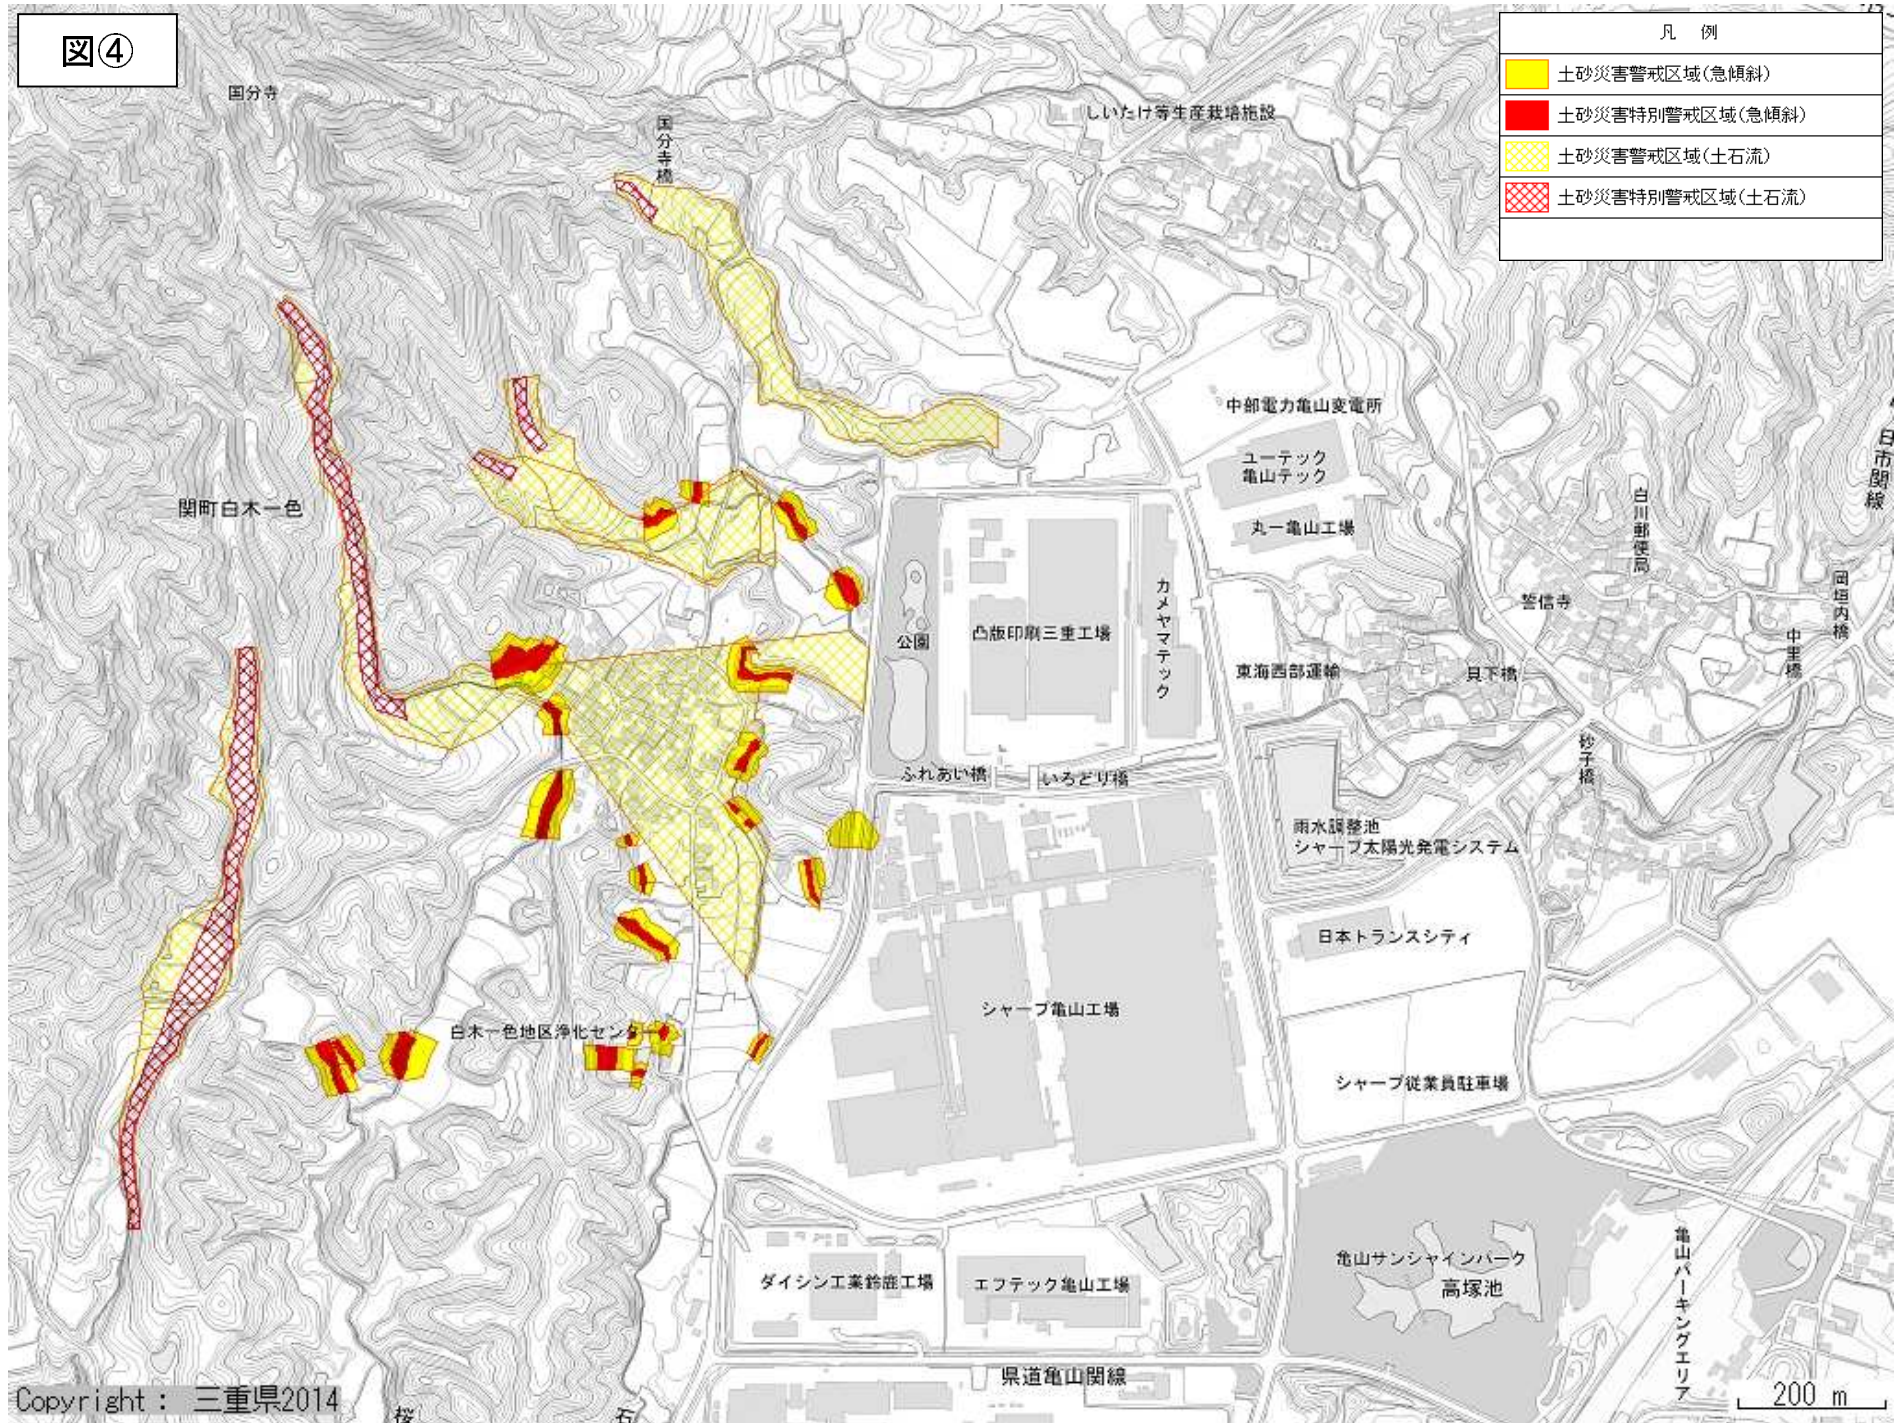 図④
凡 例
土砂災害警戒区域(急傾斜)
土砂災害特別警戒区域(急傾斜)
土砂災害警戒区域(土石流)
土砂災害特別警戒区域(土石流)
国分寺
国分寺橋
しいたけ等生産栽培施設
中部電力亀山変電所
ユーテック
亀山テック
丸一亀山工場
日市関線
白川郵便局
関町白木一色
カメヤマテック
誓信寺
岡垣内橋
公園
凸版印刷三重工場
中里橋
東海西部運輸
貝下橋
砂子橋
ふれあい橋
いろどり橋
雨水調整池
シャープ太陽光発電システム
日本トランスシティ
シャープ亀山工場
白木一色地区浄化センター
シャープ従業員駐車場
亀山サンシャインパーク
高塚池
亀山パーキングエリア
ダイシン工業鈴鹿工場
エフテック亀山工場
県道亀山関線
Copyright： 三重県2014
桜
石
200 m